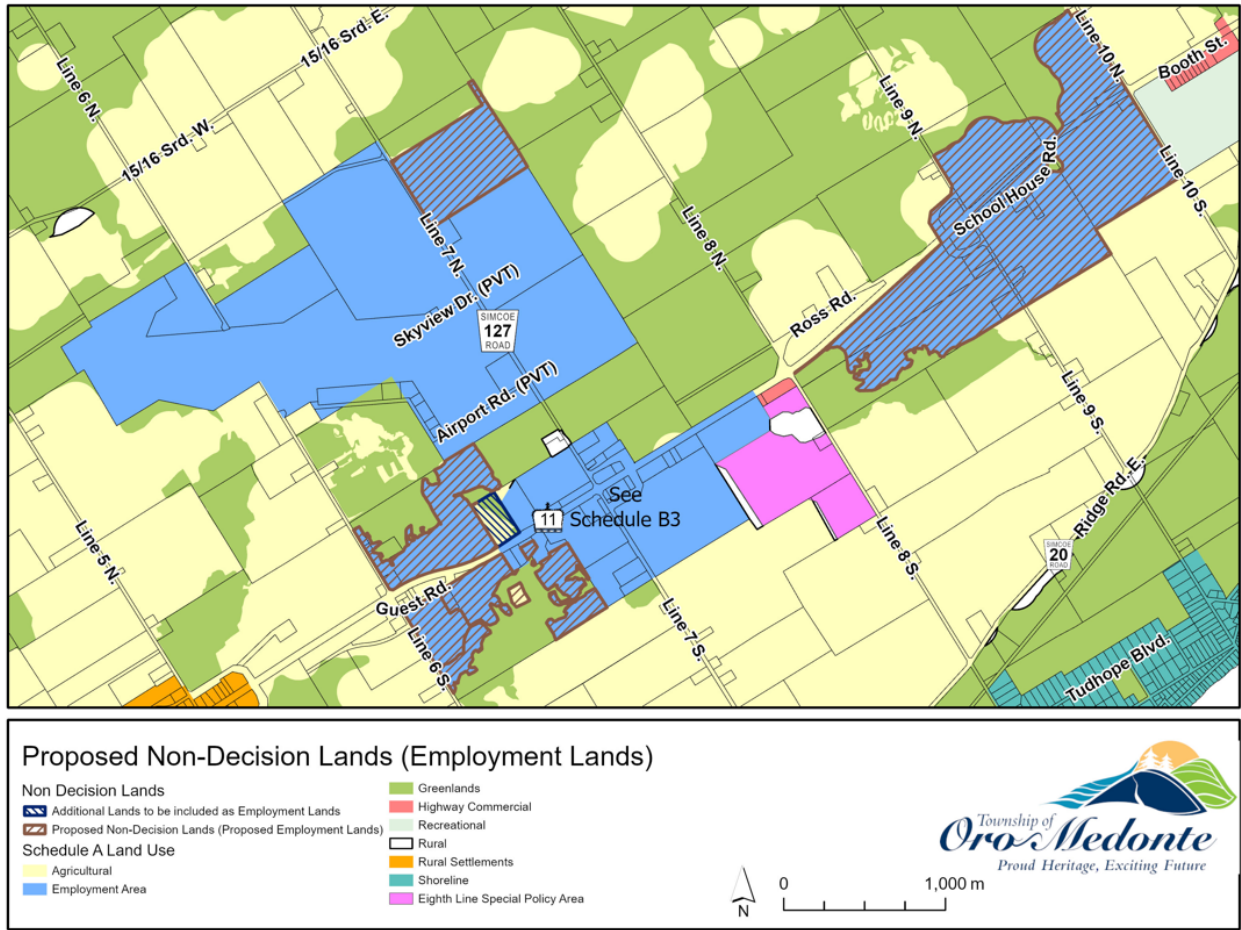 15/16 Srd. E.
Line 6 N.
15/16 Srd. W.
Line 10 N.
Booth St.
Line 9 N.
School House Rd.
Line 10 S.
Line 7 N.
Line 8 N.
Skyview Dr. (PVT)
SIMCOE
127
ROAD
Ross Rd.
Airport Rd. (PVT)
Line 9 S.
See
11
Schedule B3
Line 5 N.
Guest Rd.
Line 6 S.
Line 7 S.
Line 8 S.
Ridge Rd. E.
SIMCOE
20
ROAD
Tudhope Blvd.
Proposed Non-Decision Lands (Employment Lands)
Non Decision Lands
Additional Lands to be included as Employment Lands
Proposed Non-Decision Lands (Proposed Employment Lands)
Schedule A Land Use
Agricultural
Employment Area
Greenlands
Highway Commercial
Recreational
Rural
Rural Settlements
Shoreline
Eighth Line Special Policy Area
N
0
1,000 m
Township of
Oro-Medonte
Proud Heritage, Exciting Future